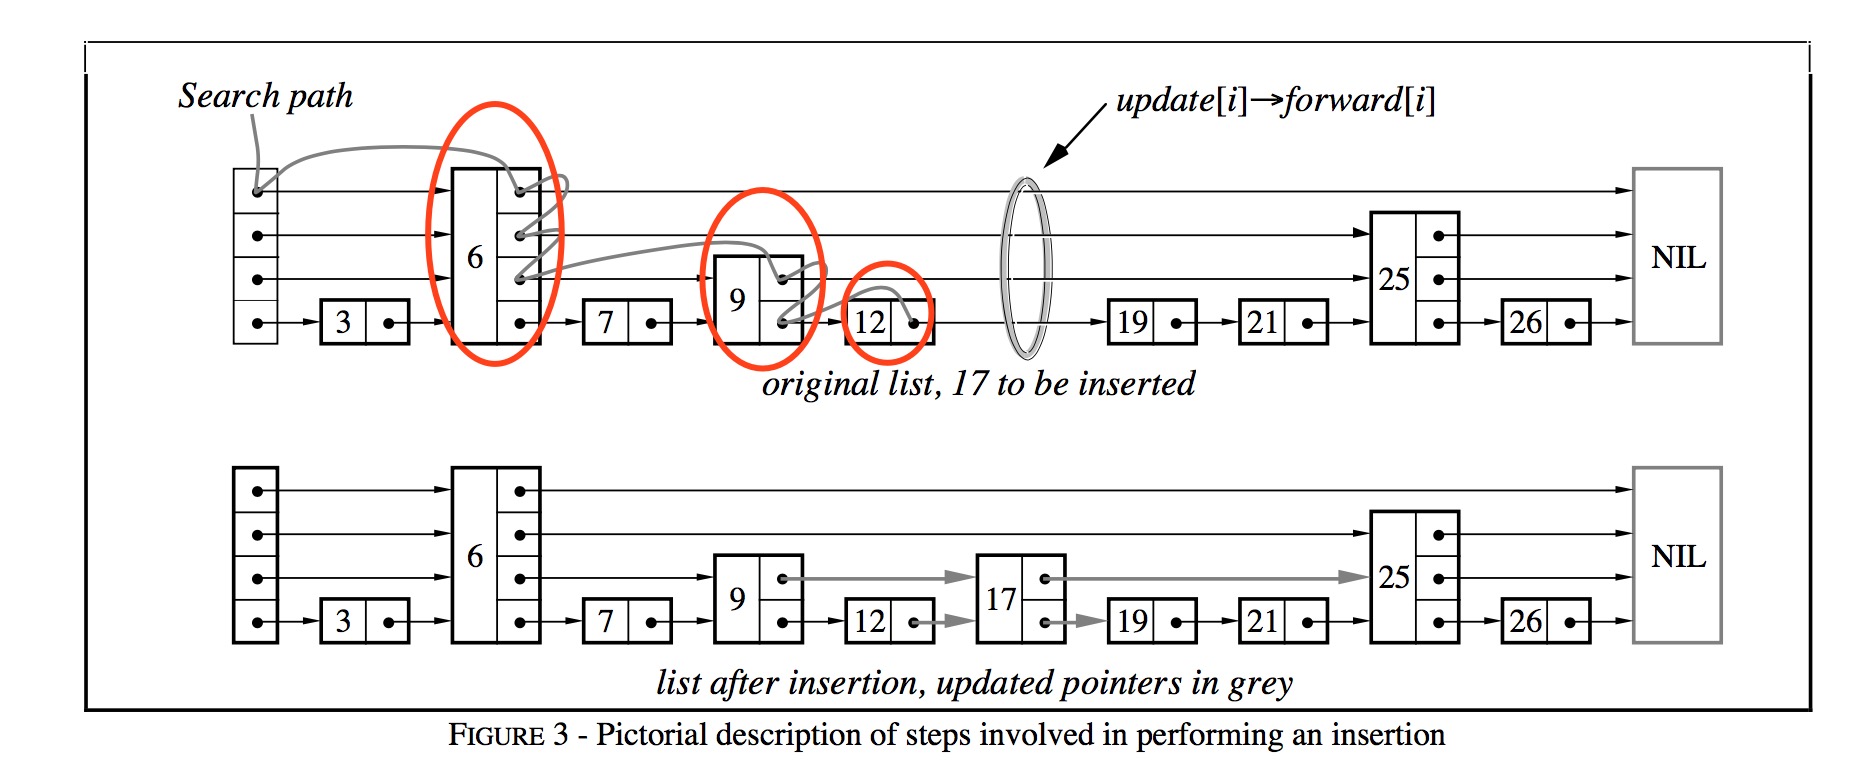 Search path
update[i]→forward[i]
6
9
25
NIL
3
7
12
19
21
26
original list, 17 to be inserted
6
9
17
25
NIL
3
7
12
19
21
26
list after insertion, updated pointers in grey
FIGURE 3 - Pictorial description of steps involved in performing an insertion